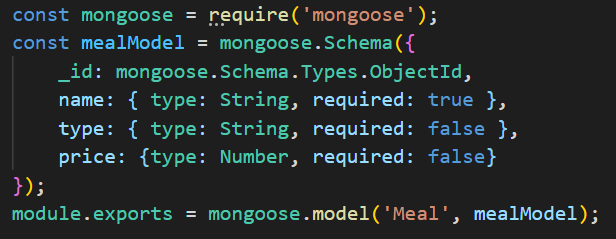 const mongoose = require('mongoose');
const mealModel = mongoose.Schema({
    _id: mongoose.Schema.Types.ObjectId,
    name: { type: String, required: true },
    type: { type: String, required: false },
    price: {type: Number, required: false}
});
module.exports = mongoose.model('Meal', mealModel);